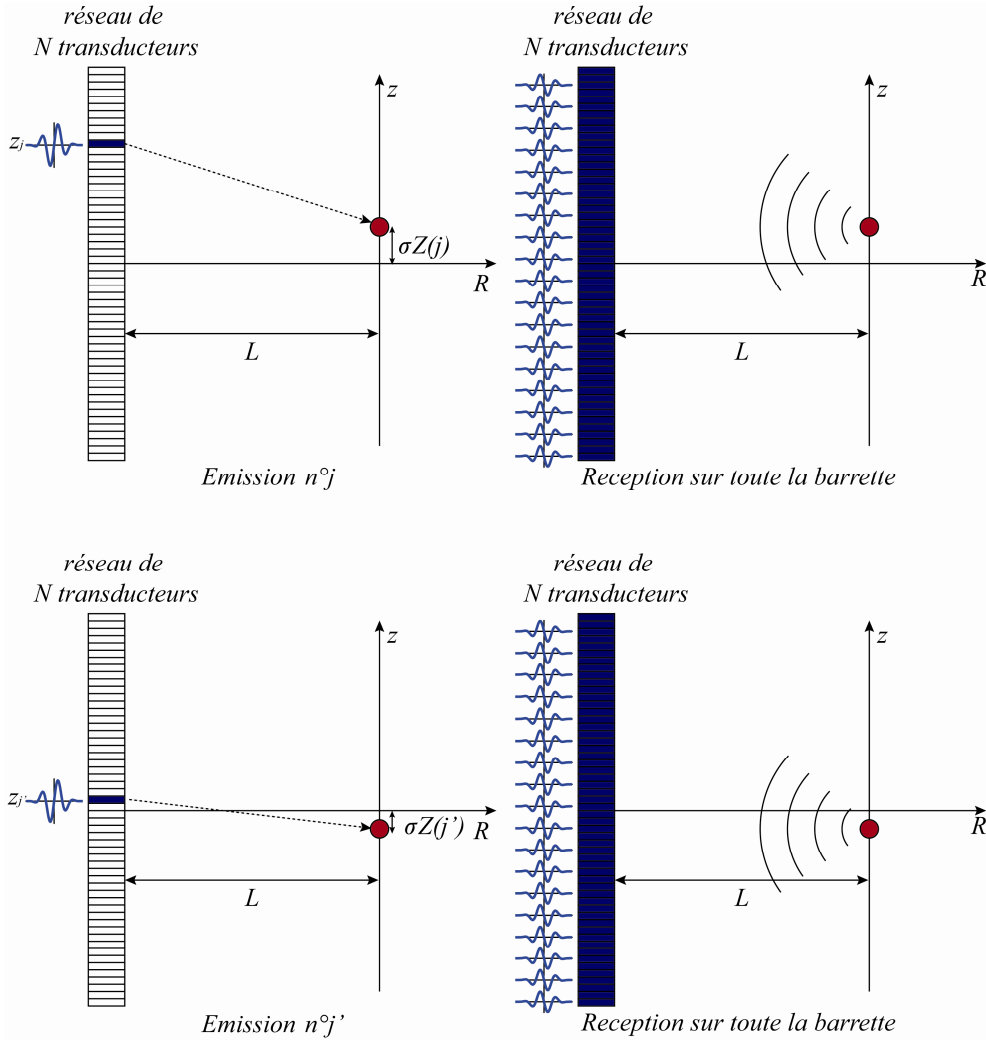 réseau de
N transducteurs
réseau de
N transducteurs
z
z
zj
σZ(j)
R
R
L
L
Emission n°j
Reception sur toute la barrette
réseau de
N transducteurs
réseau de
N transducteurs
z
z
zj'
σZ(j’)
R
R
L
L
Emission n°j’
Reception sur toute la barrette